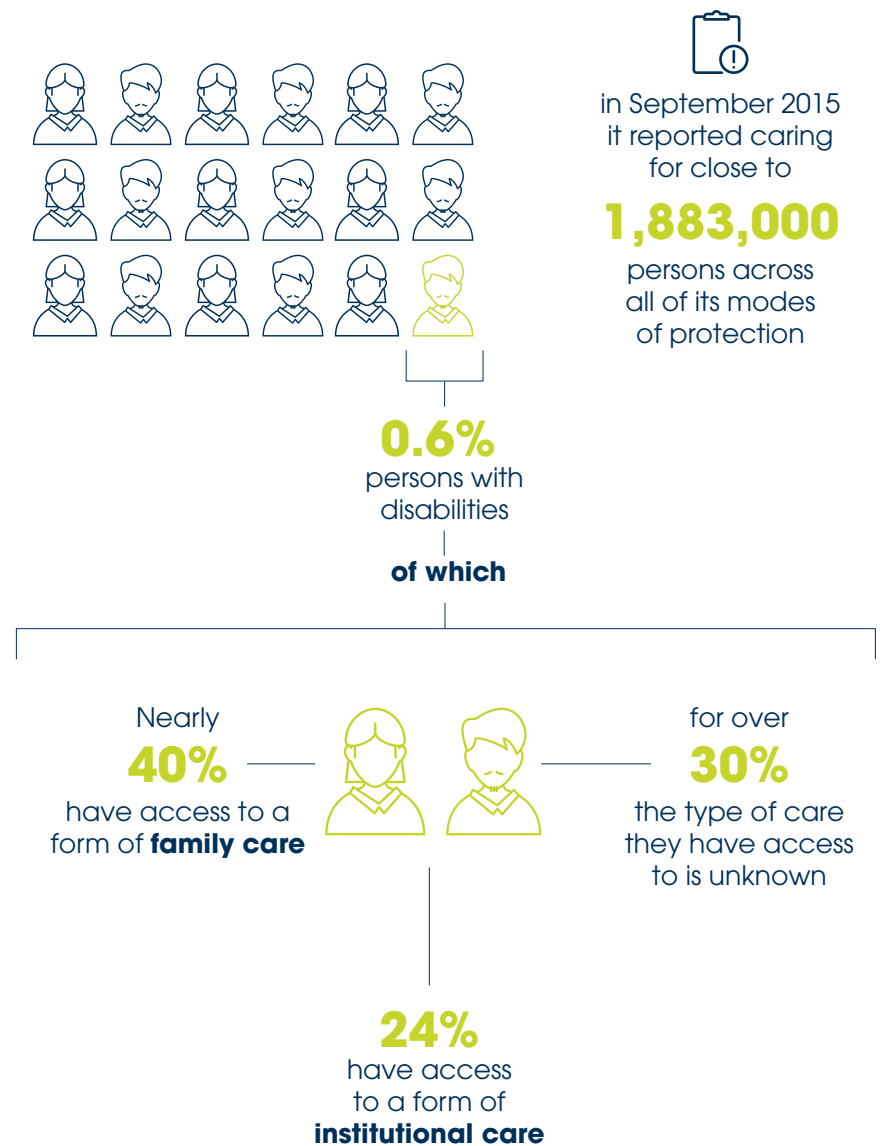 in September 2015
it reported caring
for close to
1,883,000
persons across
all of its modes
of protection
0.6%
persons with
disabilities
of which
Nearly
40%
have access to a
form of family care
for over
30%
the type of care
they have access
to is unknown
24%
have access
to a form of
institutional care